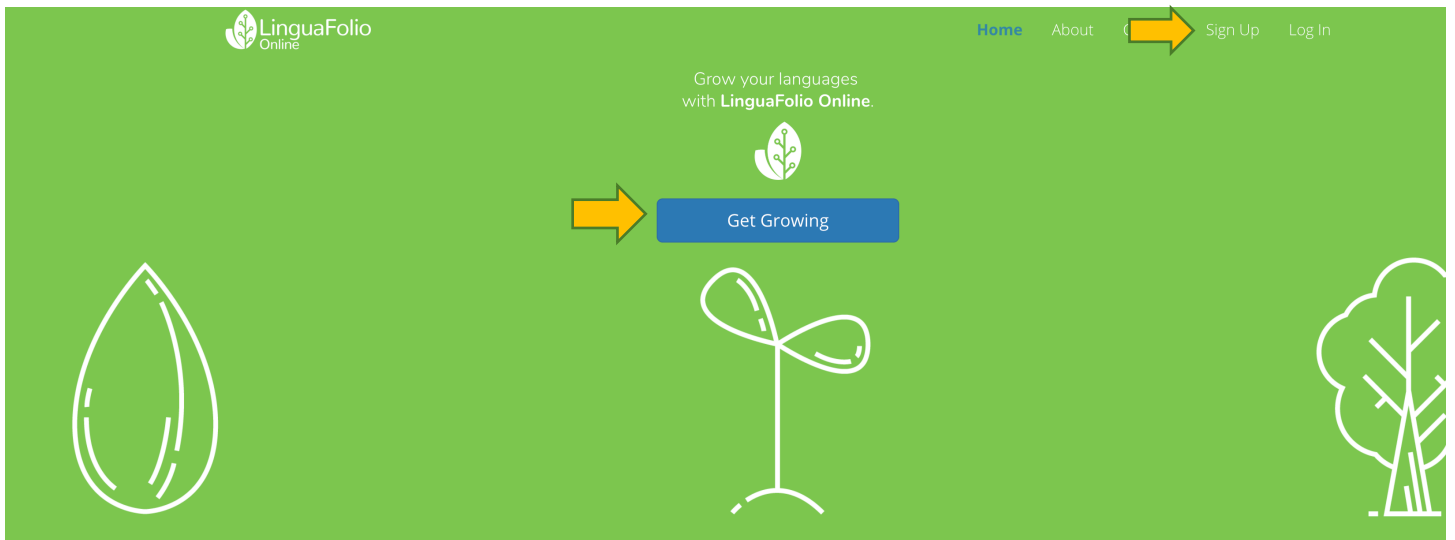 LinguaFolio
Online
Home About Sign Up Log In
Grow your languages
with LinguaFolio Online.
Get Growing